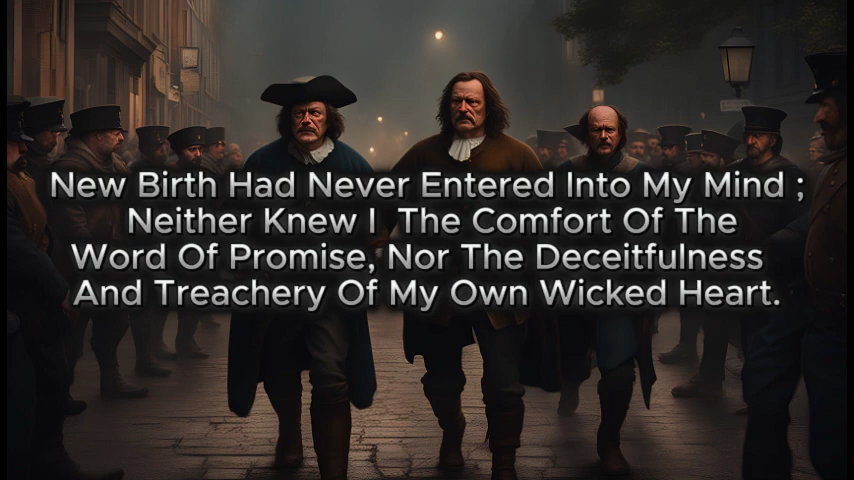 New Birth Had Never Entered Into My Mind ;
Neither Knew I The Comfort Of The
Word Of Promise, Nor The Deceitfulness
And Treachery Of My Own Wicked Heart.